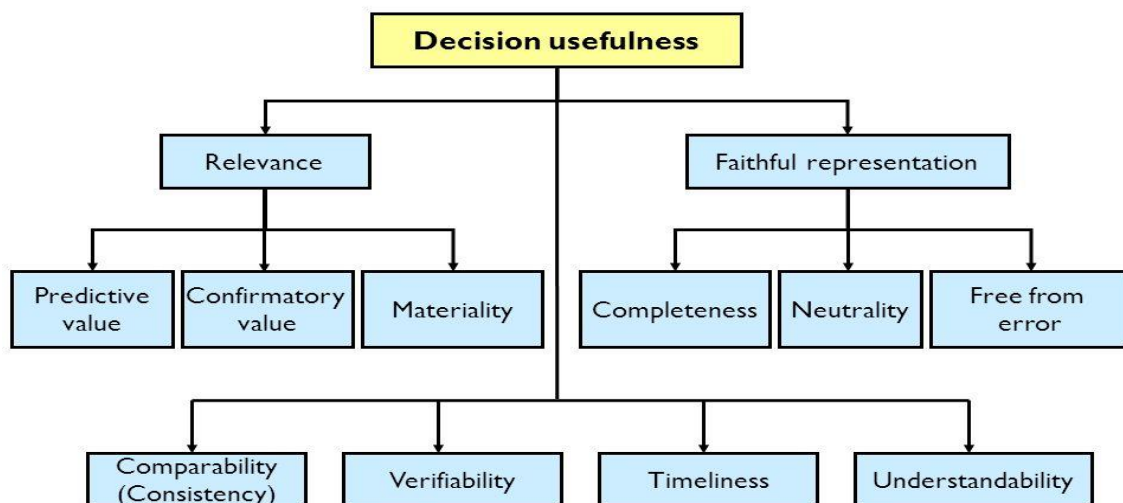 Decision usefulness
Relevance
Faithful representation
Predictive
value
Confirmatory
value
Materiality
Completeness
Neutrality
Free from
error
Comparability
(Consistency)
Verifiability
Timeliness
Understandability